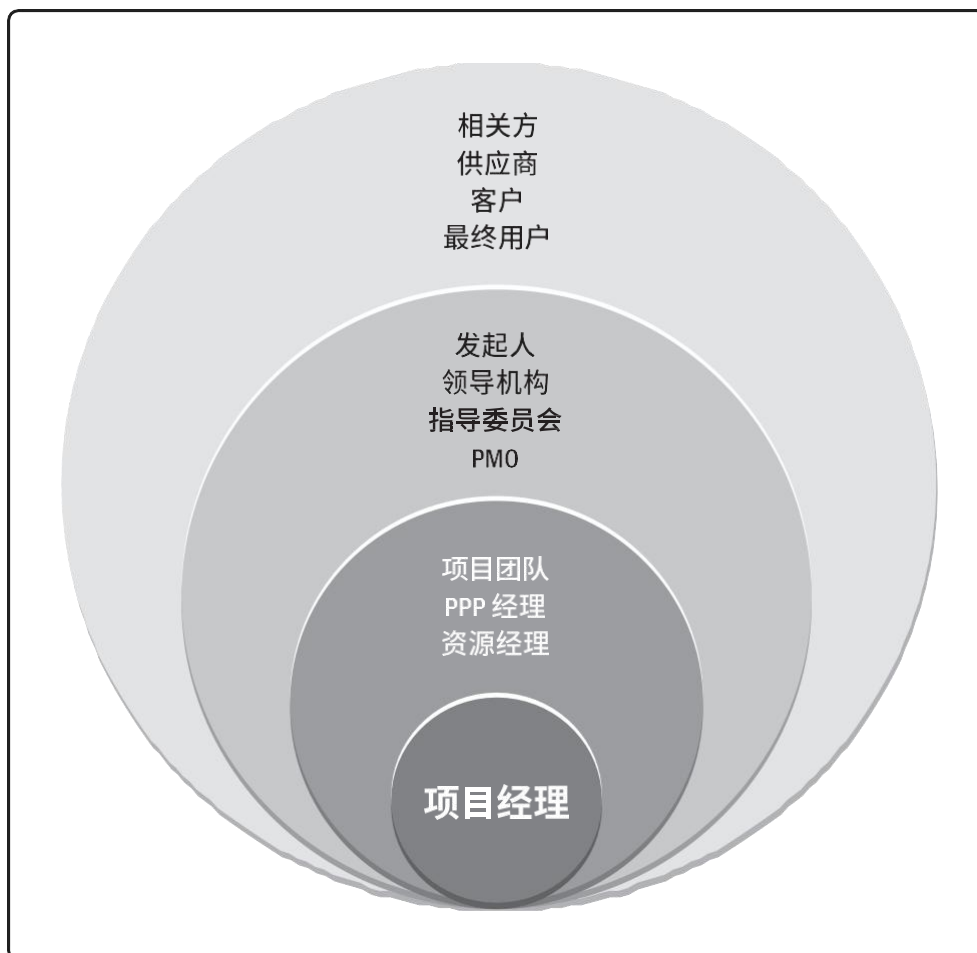 相关方
供应商
客户
最终用户
发起人
领导机构
指导委员会
PMO
项目团队
PPP 经理
资源经理
项目经理